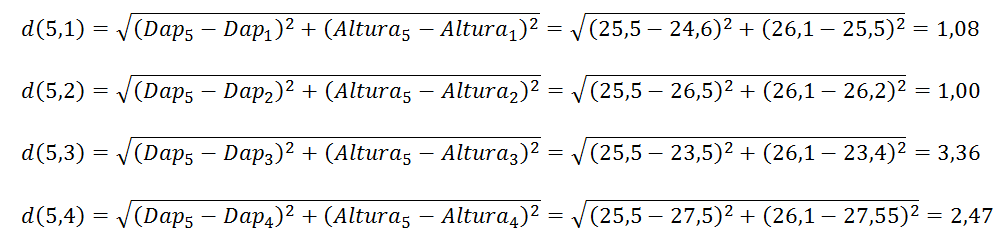 d(5,1) = √(Dap₅ − Dap₁)² + (Altura₅ − Altura₁)² = √(25,5 − 24,6)² + (26,1 − 25,5)² = 1,08
d(5,2) = √(Dap₅ − Dap₂)² + (Altura₅ − Altura₂)² = √(25,5 − 26,5)² + (26,1 − 26,2)² = 1,00
d(5,3) = √(Dap₅ − Dap₃)² + (Altura₅ − Altura₃)² = √(25,5 − 23,5)² + (26,1 − 23,4)² = 3,36
d(5,4) = √(Dap₅ − Dap₄)² + (Altura₅ − Altura₄)² = √(25,5 − 27,5)² + (26,1 − 27,55)² = 2,47